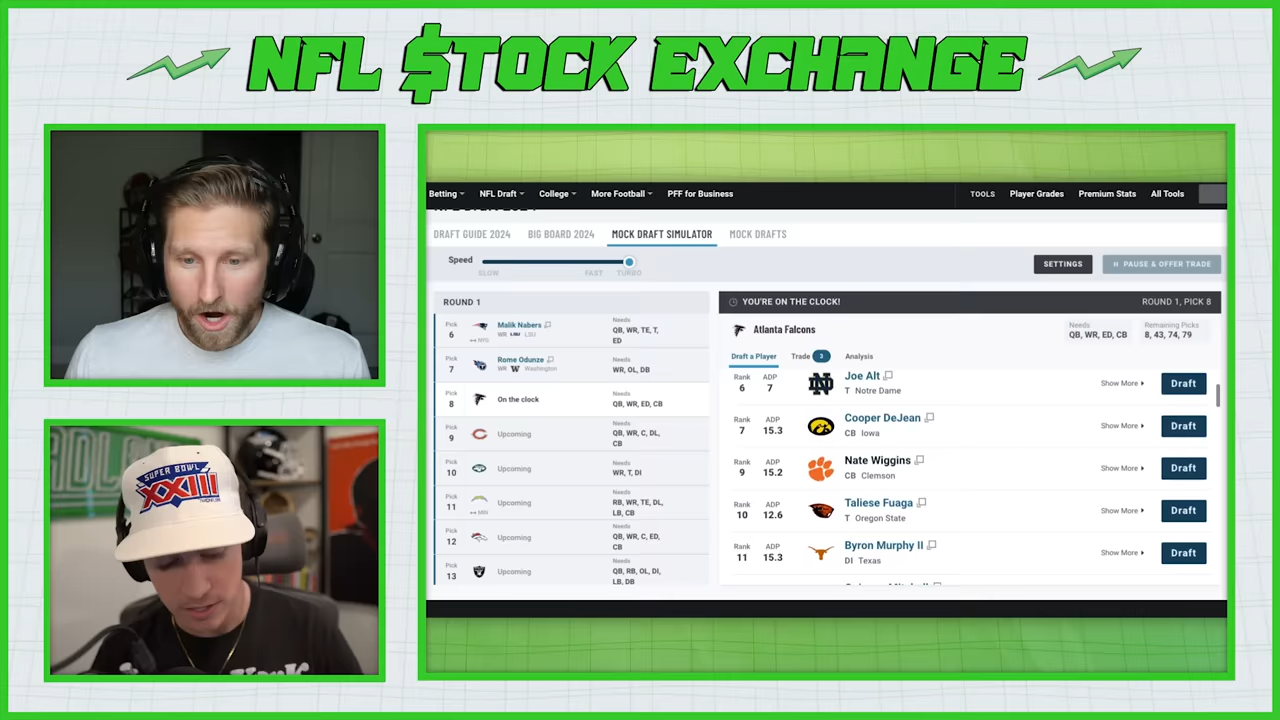 NFL $TOCK EXCHANGE
SUPER BOWL
XXIII
Betting
NFL Draft
College
More Football
PFF for Business
TOOLS
Player Grades
Premium Stats
All Tools
DRAFT GUIDE 2024
BIG BOARD 2024
MOCK DRAFT SIMULATOR
MOCK DRAFTS
Speed
SLOW
FAST
TURBO
SETTINGS
PAUSE & OFFER TRADE
ROUND 1
Pick
6
NYG
Malik Nabers
WR LSU LSU
Needs
QB, WR, TE, T,
ED
Pick
7
Rome Odunze
WR W Washington
Needs
WR, OL, DB
Pick
8
On the clock
Needs
QB, WR, ED, CB
Pick
9
Upcoming
Needs
QB, WR, C, DL,
CB
Pick
10
Upcoming
Needs
WR, T, DI
Pick
11
MIN
Upcoming
Needs
RB, WR, TE, DL,
LB, CB
Pick
12
Upcoming
Needs
QB, WR, C, ED,
CB
Pick
13
Upcoming
Needs
QB, RB, OL, DI,
LB, DB
YOU'RE ON THE CLOCK!
ROUND 1, PICK 8
Atlanta Falcons
Needs
QB, WR, ED, CB
Remaining Picks
8, 43, 74, 79
Draft a Player
Trade 3
Analysis
Rank
6
ADP
7
Joe Alt
T Notre Dame
Show More
Draft
Rank
7
ADP
15.3
Cooper DeJean
CB Iowa
Show More
Draft
Rank
9
ADP
15.2
Nate Wiggins
CB Clemson
Show More
Draft
Rank
10
ADP
12.6
Taliese Fuaga
T Oregon State
Show More
Draft
Rank
11
ADP
15.3
Byron Murphy II
DI Texas
Show More
Draft